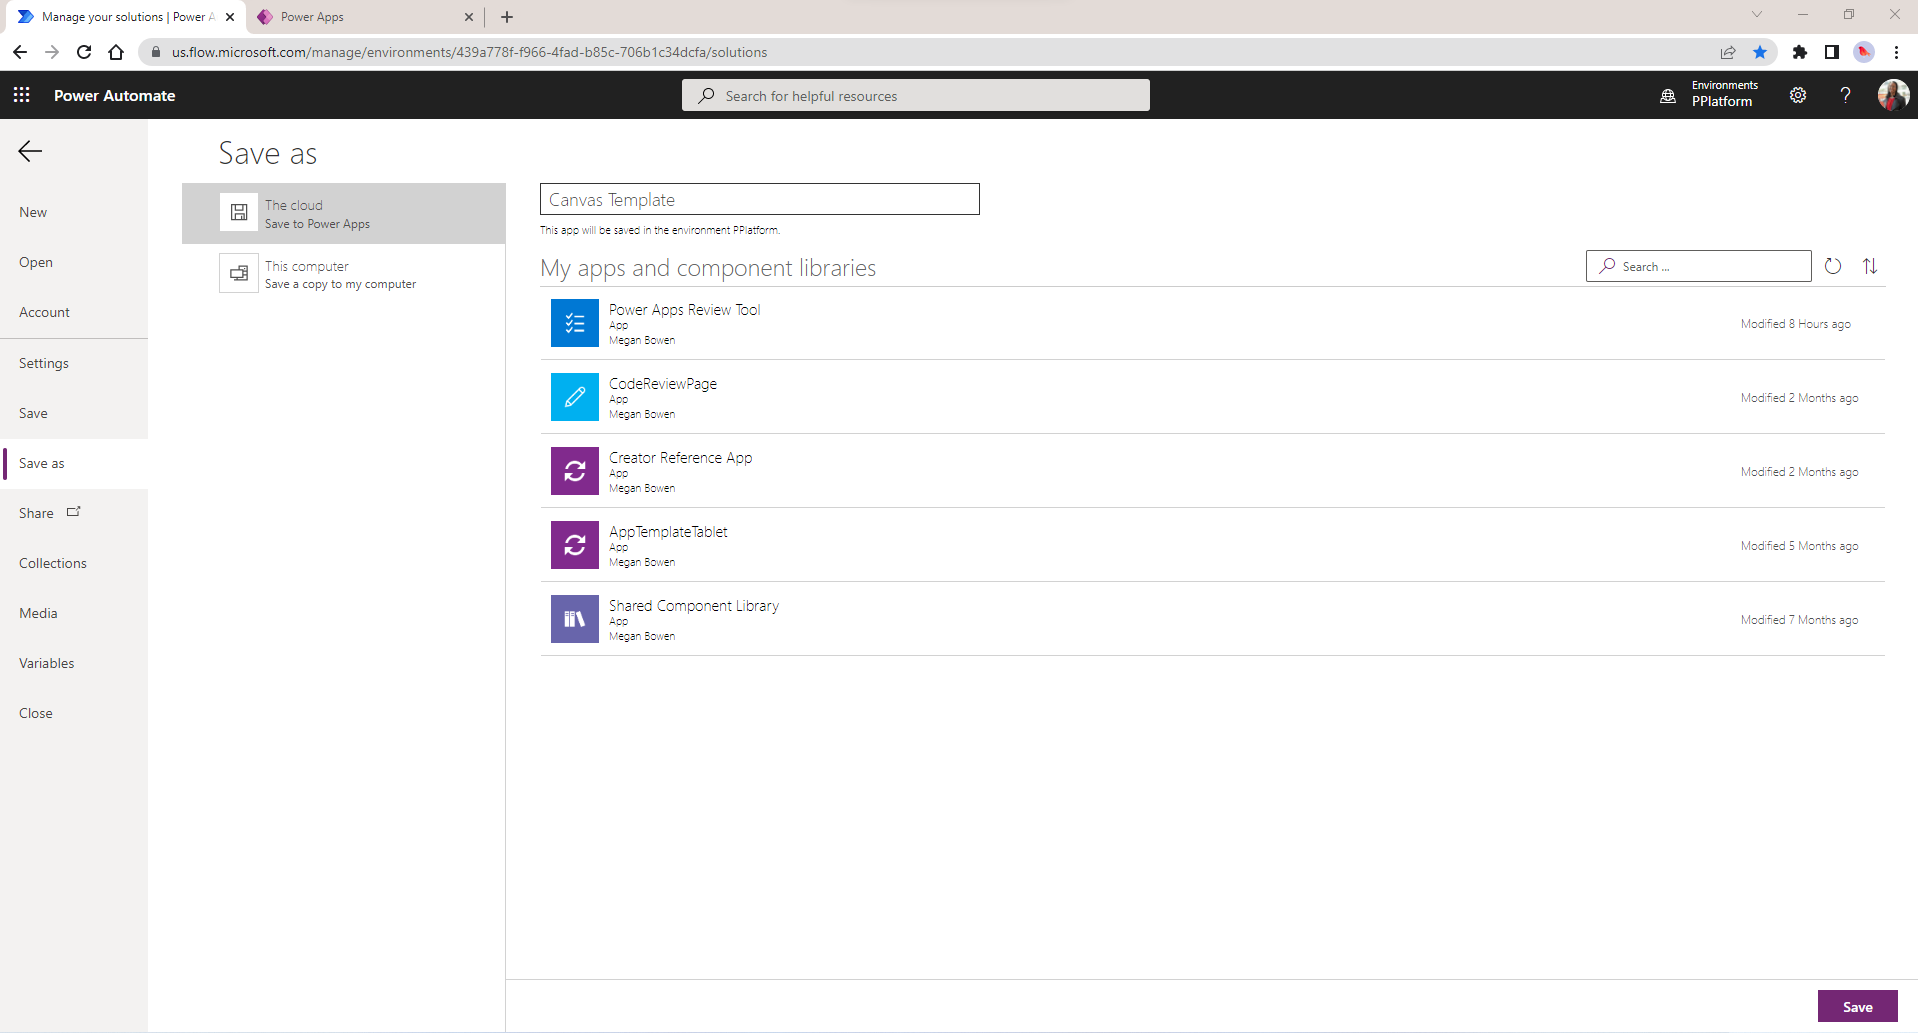 Manage your solutions | Power A
Power Apps
us.flow.microsoft.com/manage/environments/439a778f-f966-4fad-b85c-706b1c34dcfa/solutions
Power Automate
Search for helpful resources
Environments
PPlatform
Save as
New
Open
Account
Settings
Save
Save as
Share
Collections
Media
Variables
Close
The cloud
Save to Power Apps
This computer
Save a copy to my computer
Canvas Template
This app will be saved in the environment PPlatform.
My apps and component libraries
Search ...
Power Apps Review Tool
App
Megan Bowen
Modified 8 Hours ago
CodeReviewPage
App
Megan Bowen
Modified 2 Months ago
Creator Reference App
App
Megan Bowen
Modified 2 Months ago
AppTemplateTablet
App
Megan Bowen
Modified 5 Months ago
Shared Component Library
App
Megan Bowen
Modified 7 Months ago
Save